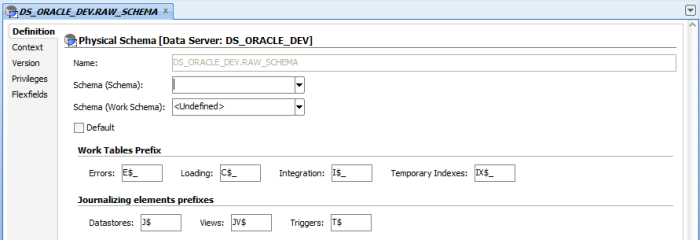 DS_ORACLE_DEV.RAW_SCHEMA x
Definition
Context
Version
Privileges
Flexfields
Physical Schema [Data Server: DS_ORACLE_DEV]
Name: DS_ORACLE_DEV.RAW_SCHEMA
Schema (Schema):
Schema (Work Schema): <Undefined>
Default
Work Tables Prefix
Errors: E$_ Loading: C$_ Integration: I$_ Temporary Indexes: IX$_
Journalizing elements prefixes
Datastores: J$ Views: JV$ Triggers: T$